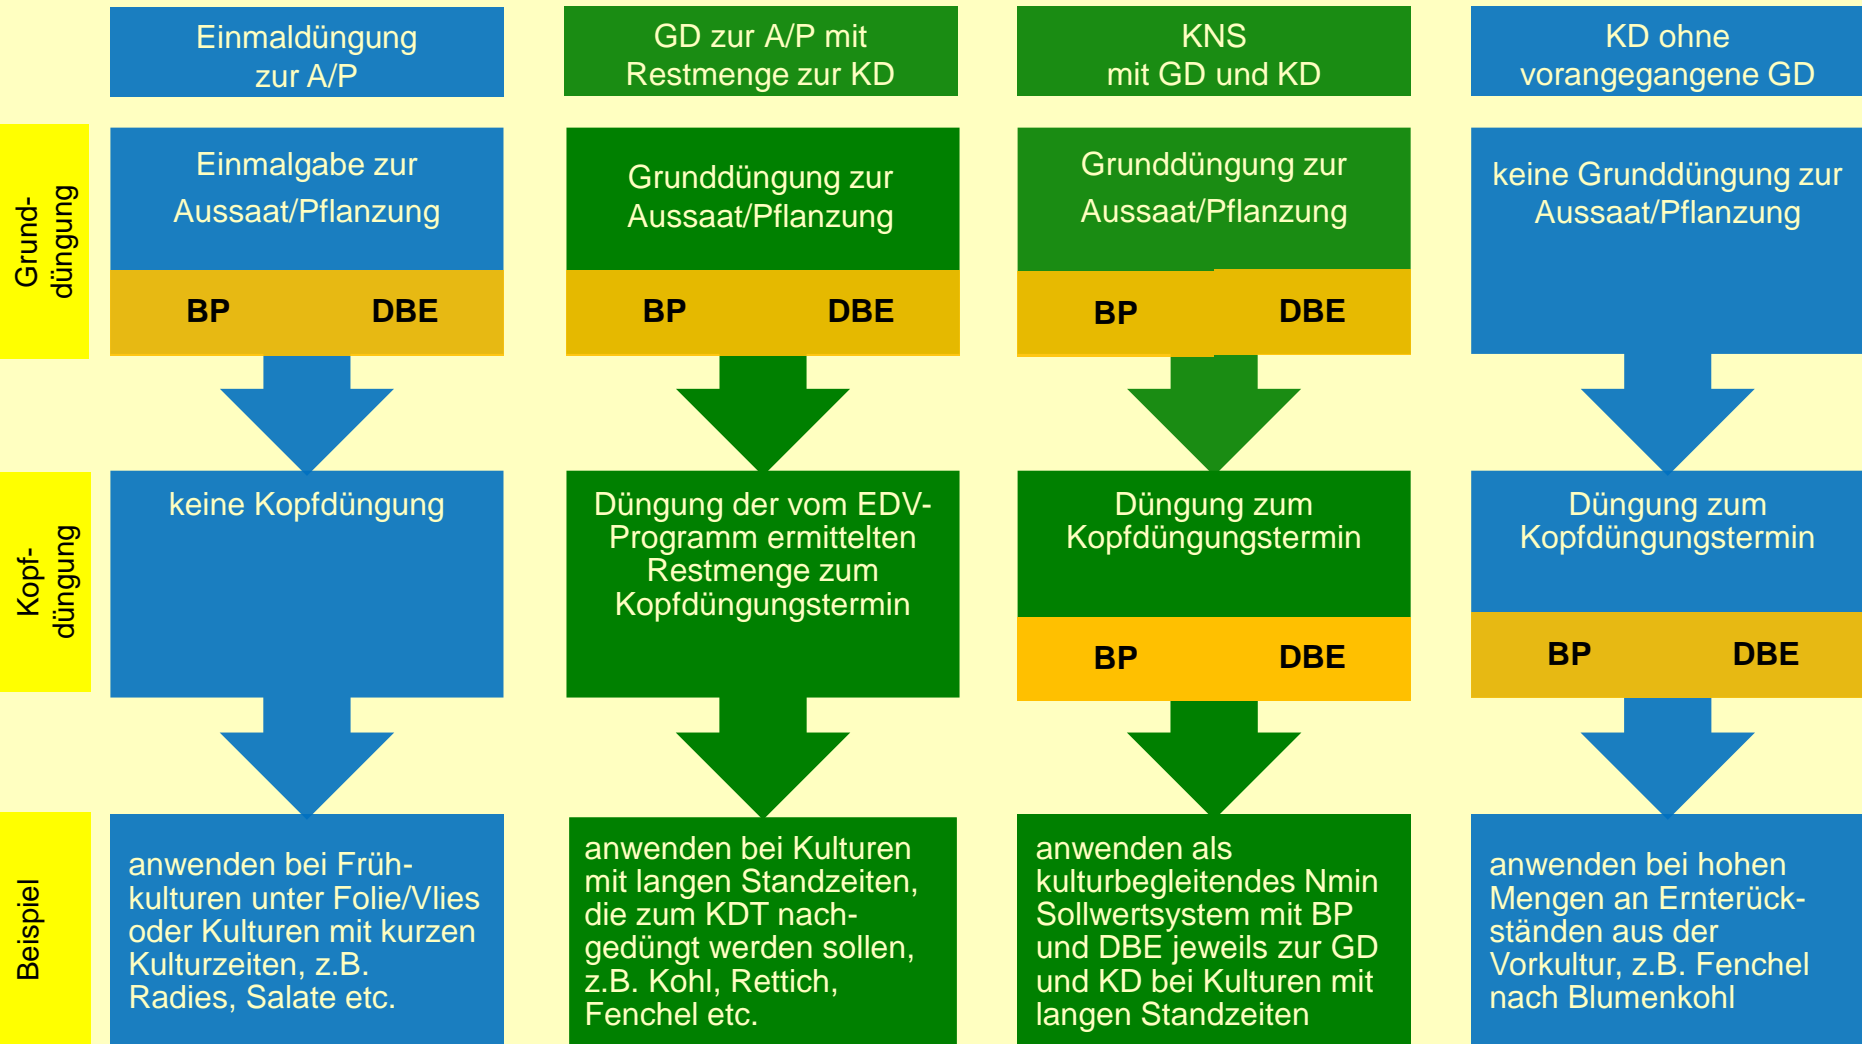 Einmaldüngung
zur A/P
GD zur A/P mit
Restmenge zur KD
KNS
mit GD und KD
KD ohne
vorangegangene GD
Grund-
düngung
Einmalgabe zur
Aussaat/Pflanzung
BP DBE
Grunddüngung zur
Aussaat/Pflanzung
BP DBE
Grunddüngung zur
Aussaat/Pflanzung
BP DBE
keine Grunddüngung zur
Aussaat/Pflanzung
Kopf-
düngung
keine Kopfdüngung
Düngung der vom EDV-
Programm ermittelten
Restmenge zum
Kopfdüngungstermin
Düngung zum
Kopfdüngungstermin
BP DBE
Düngung zum
Kopfdüngungstermin
BP DBE
Beispiel
anwenden bei Früh-
kulturen unter Folie/Vlies
oder Kulturen mit kurzen
Kulturzeiten, z.B.
Radies, Salate etc.
anwenden bei Kulturen
mit langen Standzeiten,
die zum KDT nach-
gedüngt werden sollen,
z.B. Kohl, Rettich,
Fenchel etc.
anwenden als
kulturbegleitendes Nmin
Sollwertsystem mit BP
und DBE jeweils zur GD
und KD bei Kulturen mit
langen Standzeiten
anwenden bei hohen
Mengen an Ernterück-
ständen aus der
Vorkultur, z.B. Fenchel
nach Blumenkohl